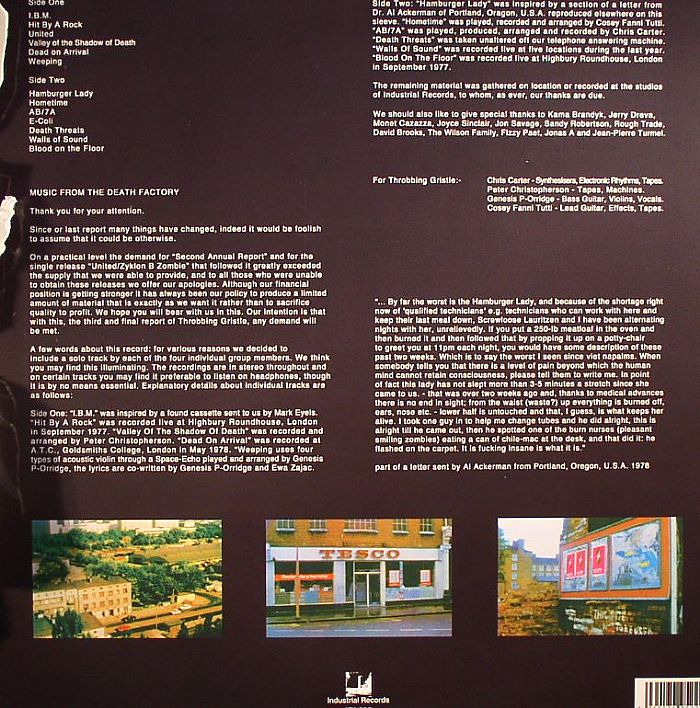 Side One
I.B.M.
Hit By A Rock
United
Valley of the Shadow of Death
Dead on Arrival
Weeping
Side Two
Hamburger Lady
Hometime
AB/7A
E-Coli
Death Threats
Walls of Sound
Blood on the Floor
MUSIC FROM THE DEATH FACTORY
Thank you for your attention.
Since or last report many things have changed, indeed it would be foolish
to assume that it could be otherwise.
On a practical level the demand for "Second Annual Report" and for the
single release "United/Zyklon B Zombie" that followed it greatly exceeded
the supply that we were able to provide, and to all those who were unable
to obtain these releases we offer our apologies. Although our financial
position is getting stronger it has always been our policy to produce a limited
amount of material that is exactly as we want it rather than to sacrifice
quality to profit. We hope you will bear with us in this. Our intention is that
with this, the third and final report of Throbbing Gristle, any demand will
be met.
A few words about this record: for various reasons we decided to
include a solo track by each of the four individual group members. We think
you may find this illuminating. The recordings are in stereo throughout and
on certain tracks you may find it preferable to listen on headphones, though
it is by no means essential. Explanatory details about individual tracks are
as follows:
Side One: "I.B.M." was inspired by a found cassette sent to us by Mark Eyels.
"Hit By A Rock" was recorded live at Highbury Roundhouse, London
in September 1977. "Valley Of The Shadow Of Death" was recorded and
arranged by Peter Christopherson. "Dead On Arrival" was recorded at
A.T.C., Goldsmiths College, London in May 1978. "Weeping uses four
types of acoustic violin through a Space-Echo played and arranged by Genesis
P-Orridge, the lyrics are co-written by Genesis P-Orridge and Ewa Zajac.
Side Two: "Hamburger Lady" was inspired by a section of a letter from
Dr. Al Ackerman of Portland, Oragon, U.S.A. reproduced elsewhere on this
sleeve. "Hometime" was played, recorded and arranged by Cosey Fanni Tutti.
"AB/7A" was played, produced, arranged and recorded by Chris Carter.
"Death Threats" was taken unaltered off our telephone answering machine.
"Walls Of Sound" was recorded live at five locations during the last year.
"Blood On The Floor" was recorded live at Highbury Roundhouse, London
in September 1977.
The remaining material was gathered on location or recorded at the studios
of Industrial Records, to whom, as ever, our thanks are due.
We should also like to give special thanks to Kama Brandyk, Jerry Dreva,
Monet Cazazza, Joyce Sinclair, Jon Savage, Sandy Robertson, Rough Trade,
David Brooks, The Wilson Family, Fizzy Paet, Jonas A and Jean-Pierre Turmel.
For Throbbing Gristle:- Chris Carter - Synthesisers, Electronic Rhythms, Tapes.
Peter Christopherson - Tapes, Machines.
Genesis P-Orridge - Bass Guitar, Violins, Vocals.
Cosey Fanni Tutti - Lead Guitar, Effects, Tapes.
"... By far the worst is the Hamburger Lady, and because of the shortage right
now of 'qualified technicians' e.g. technicians who can work with here and
keep their last meal down, Screwloose Lauritzen and I have been alternating
nights with her, unrelievedly. If you put a 250-lb meatloaf in the oven and
then burned it and then followed that by propping it up on a potty-chair
to greet you at 11pm each night, you would have some description of these
past two weeks. Which is to say the worst I seen since viet napalms. When
somebody tells you that there is a level of pain beyond which the human
mind cannot retain consciousness, please tell them to write me. In point
of fact this lady has not slept more than 3-5 minutes a stretch since she
came to us. - that was over two weeks ago and, thanks to medical advances
there is no end in sight; from the waist (waste?) up everything is burned off,
ears, nose etc. - lower half is untouched and that, I guess, is what keeps her
alive. I took one guy in to help me change tubes and he did alright, this is
alright till he came out, then he spotted one of the burn nurses (pleasant
smiling zombies) eating a can of chile-mac at the desk, and that did it: he
flashed on the carpet. It is fucking insane is what it is."
part of a letter sent by Al Ackerman from Portland, Oregon, U.S.A. 1978
TESCO
Industrial Records